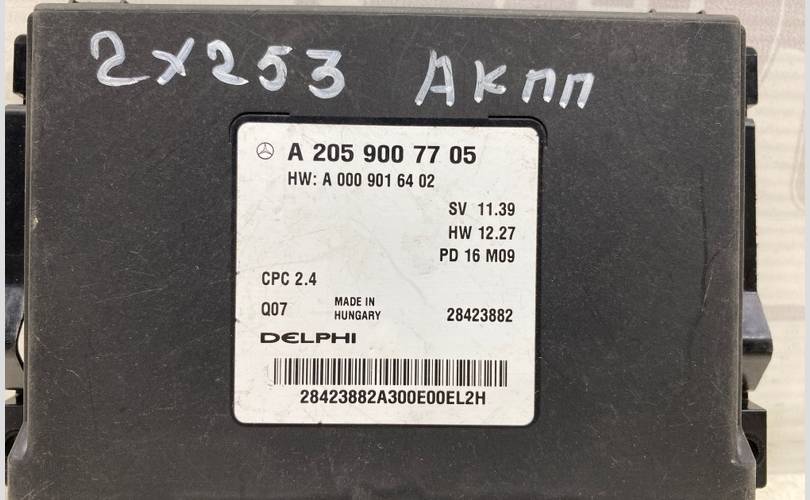 2x253 АКПП
A 205 900 77 05
HW: A 000 901 64 02
SV 11.39
HW 12.27
PD 16 M09
CPC 2.4
Q07 MADE IN HUNGARY 28423882
DELPHI
28423882A300E00EL2H